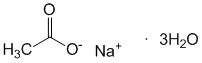 O
H₃C O⁻ Na⁺ · 3H₂O